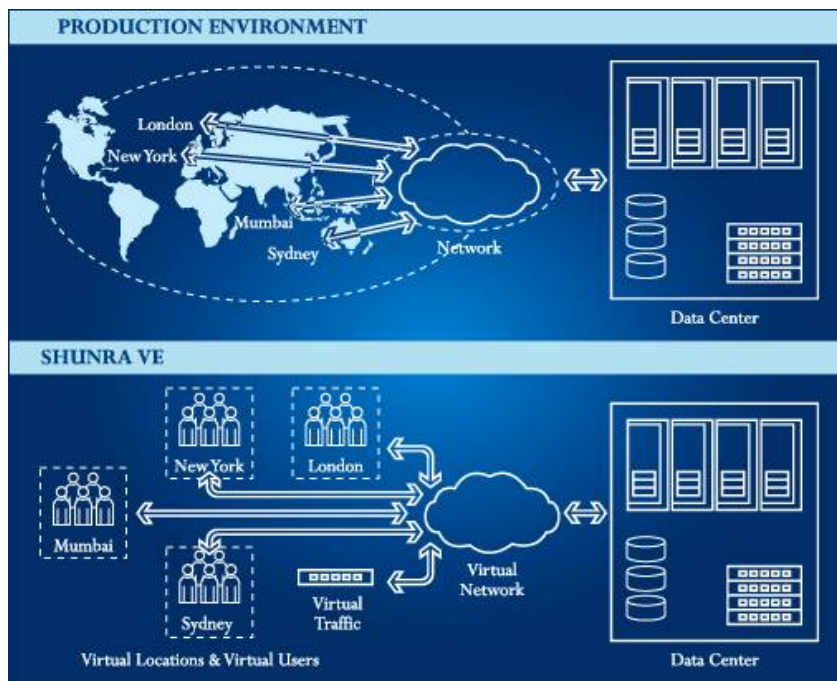 PRODUCTION ENVIRONMENT
London
New York
Mumbai
Sydney
Network
Data Center
SHUNRA VE
New York
London
Mumbai
Sydney
Virtual
Traffic
Virtual
Network
Virtual Locations & Virtual Users
Data Center